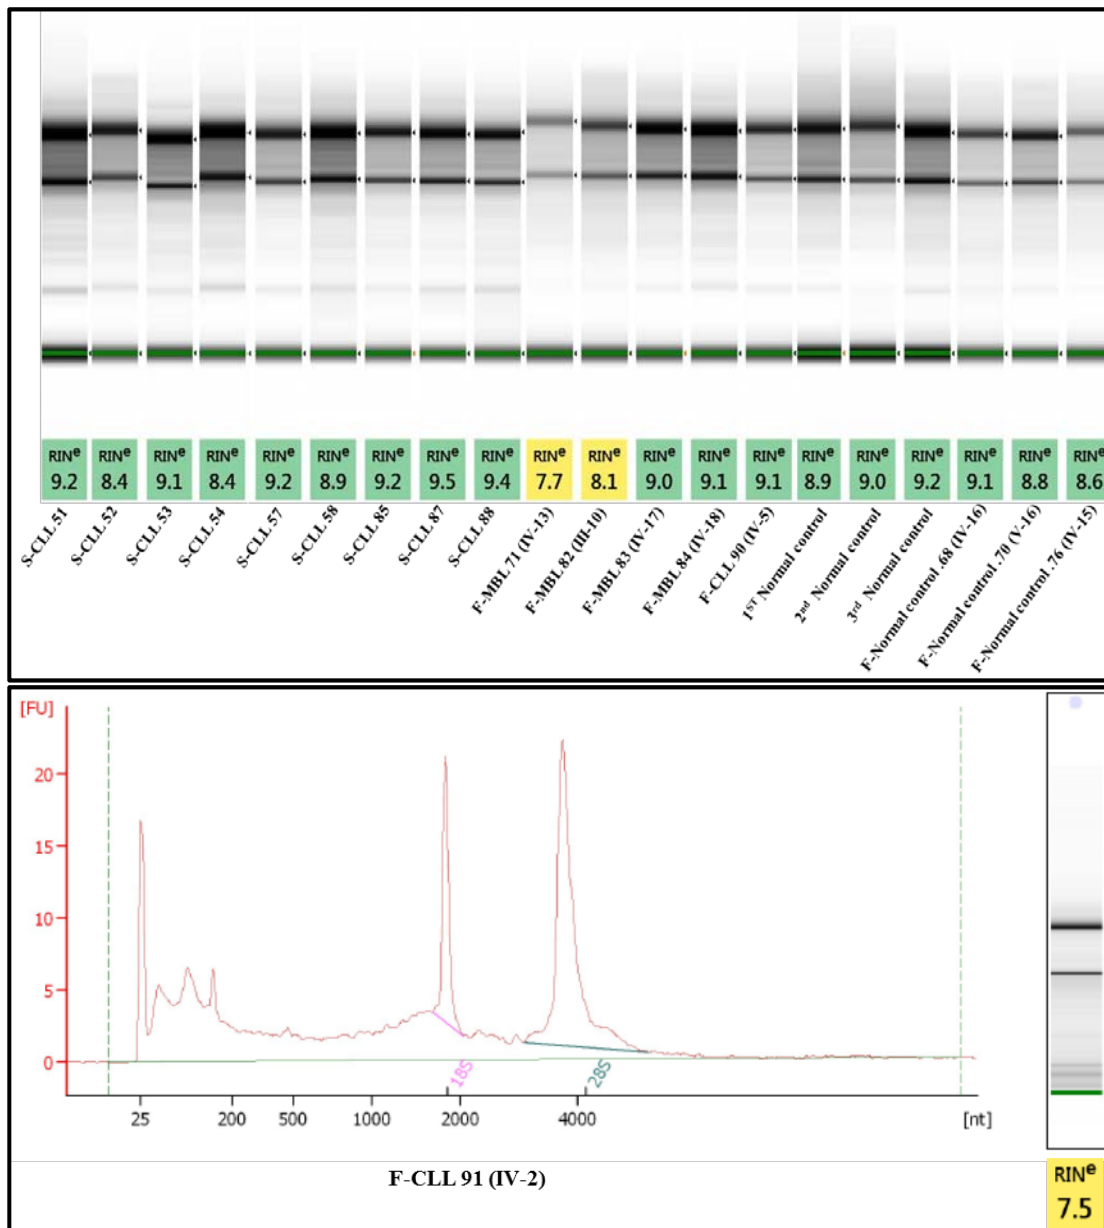 RINe RINe RINe RINe RINe RINe RINe RINe RINe RINe RINe RINe RINe RINe RINe RINe RINe RINe RINe RINe
9.2 8.4 9.1 8.4 9.2 8.9 9.2 9.5 9.4 7.7 8.1 9.0 9.1 9.1 8.9 9.0 9.2 9.1 8.8 8.6
S-CLL 51
S-CLL 52
S-CLL 53
S-CLL 54
S-CLL 57
S-CLL 58
S-CLL 85
S-CLL 87
S-CLL 88
F-MBL 71 (IV-13)
F-MBL 82 (III-10)
F-MBL 83 (IV-17)
F-MBL 84 (IV-18)
F-CLL 90 (IV-5)
1ST Normal control
2nd Normal control
3rd Normal control
F-Normal control .68 (IV-16)
F-Normal control .70 (V-16)
F-Normal control .76 (IV-15)
[FU]
20
15
10
5
0
18S
28S
25 200 500 1000 2000 4000 [nt]
F-CLL 91 (IV-2)
RINe
7.5